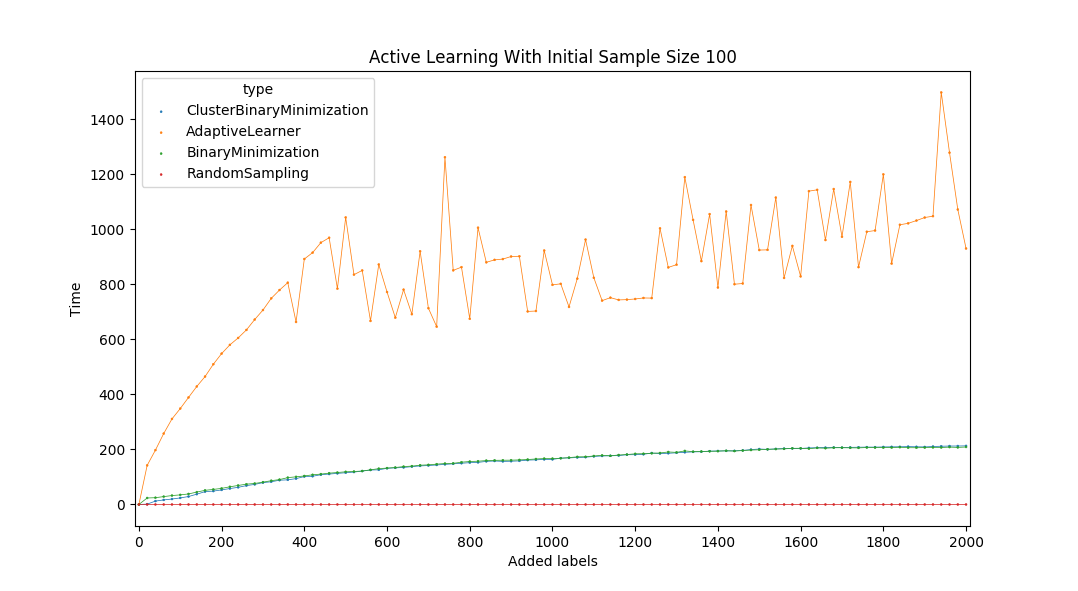 Active Learning With Initial Sample Size 100
type
ClusterBinaryMinimization
AdaptiveLearner
BinaryMinimization
RandomSampling
Time
1400
1200
1000
800
600
400
200
0
0 200 400 600 800 1000 1200 1400 1600 1800 2000
Added labels